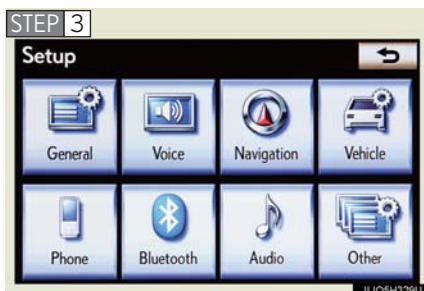 STEP 3
Setup
General Voice Navigation Vehicle
Phone Bluetooth Audio Other